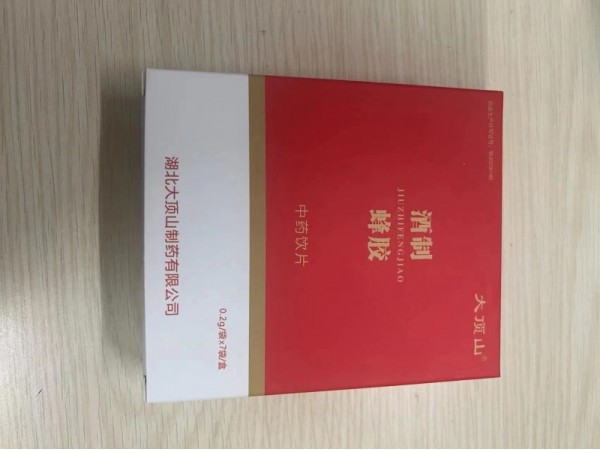 大顶山®
酒制
蜂胶
JIUZHIFENGJIAO
中药饮片
0.2g/袋x7袋/盒
湖北大顶山制药有限公司